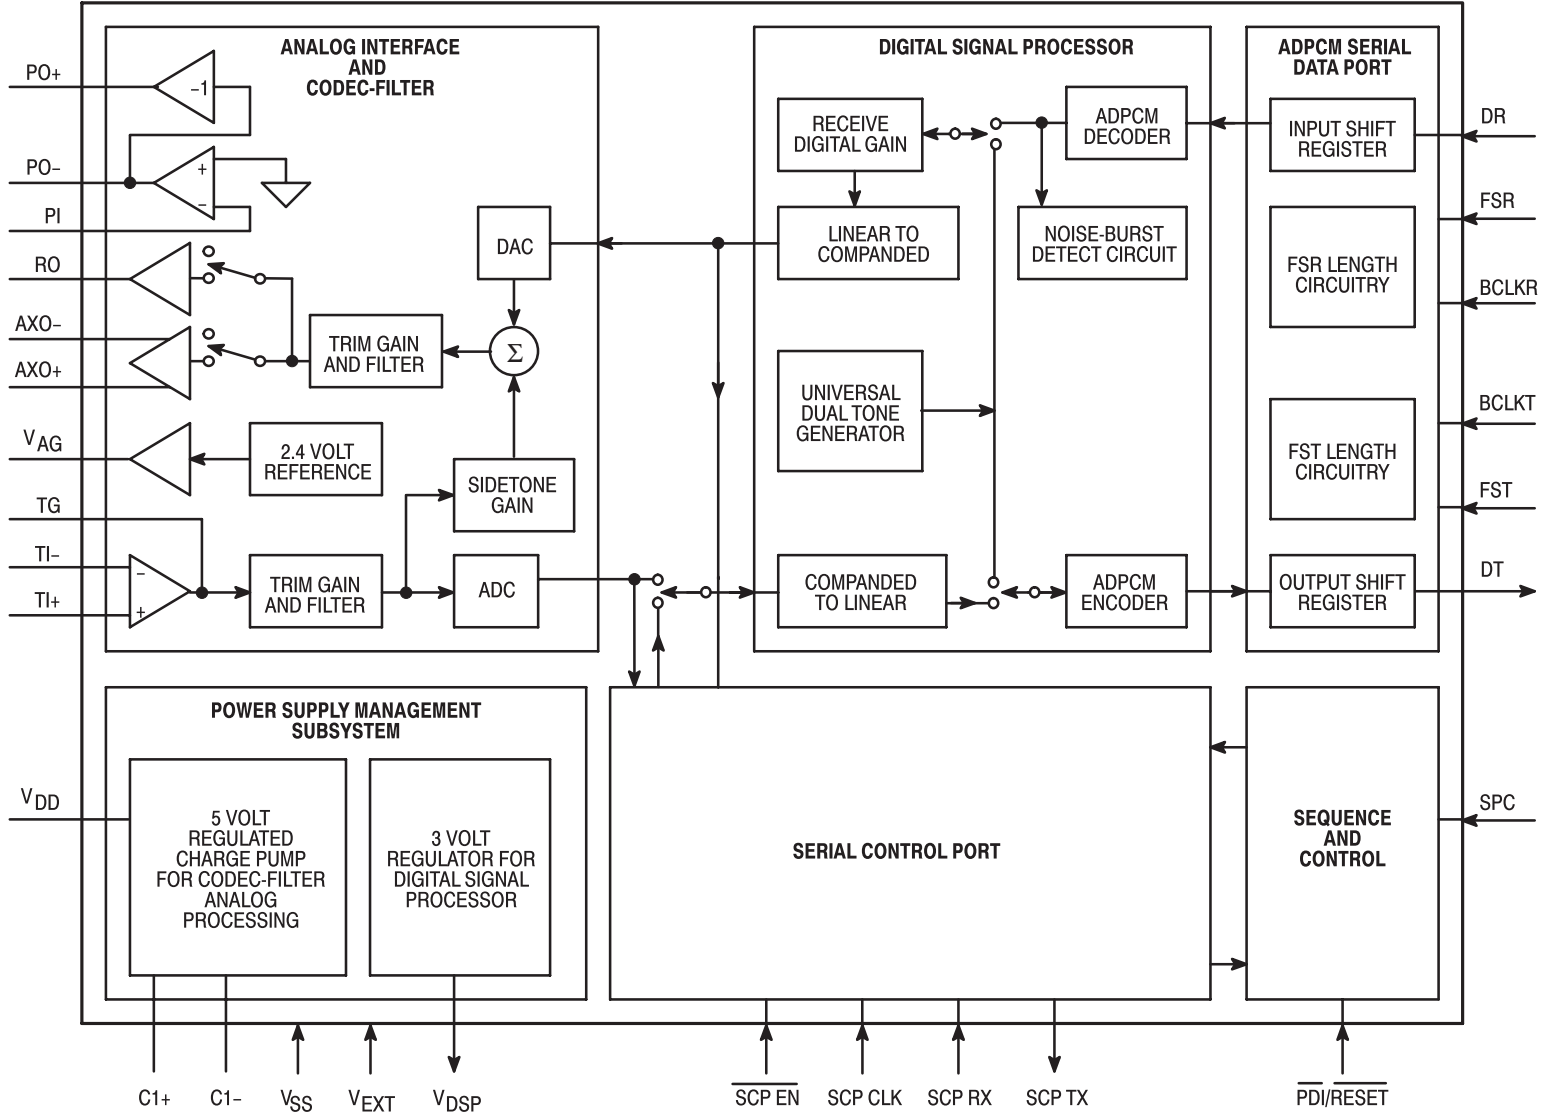 ANALOG INTERFACE
AND
CODEC-FILTER
DIGITAL SIGNAL PROCESSOR
ADPCM SERIAL
DATA PORT
PO+
−1
PO−
+
−
PI
RO
AXO−
AXO+
VAG
TG
TI−
TI+
−
+
DAC
TRIM GAIN
AND FILTER
Σ
2.4 VOLT
REFERENCE
SIDETONE
GAIN
TRIM GAIN
AND FILTER
ADC
RECEIVE
DIGITAL GAIN
ADPCM
DECODER
LINEAR TO
COMPANDED
NOISE-BURST
DETECT CIRCUIT
UNIVERSAL
DUAL TONE
GENERATOR
COMPANDED
TO LINEAR
ADPCM
ENCODER
INPUT SHIFT
REGISTER
FSR LENGTH
CIRCUITRY
FST LENGTH
CIRCUITRY
OUTPUT SHIFT
REGISTER
DR
FSR
BCLKR
BCLKT
FST
DT
POWER SUPPLY MANAGEMENT
SUBSYSTEM
VDD
5 VOLT
REGULATED
CHARGE PUMP
FOR CODEC-FILTER
ANALOG
PROCESSING
3 VOLT
REGULATOR FOR
DIGITAL SIGNAL
PROCESSOR
SERIAL CONTROL PORT
SEQUENCE
AND
CONTROL
SPC
C1+
C1−
VSS
VEXT
VDSP
SCP EN
SCP CLK
SCP RX
SCP TX
PDI/RESET